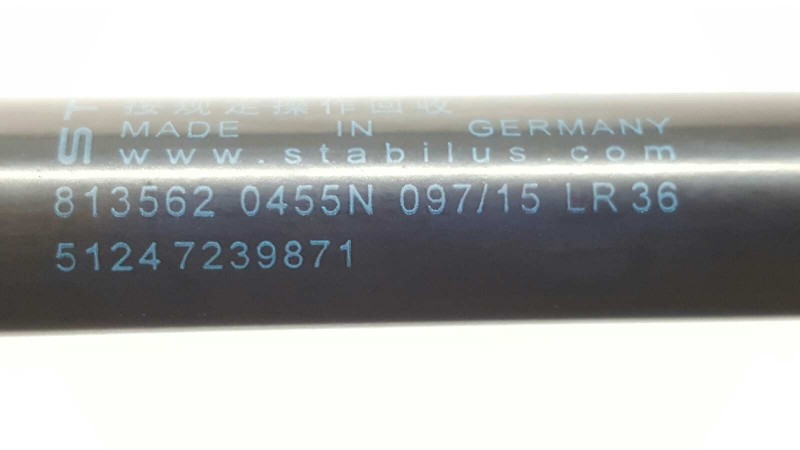 按规定操作回收
MADE IN GERMANY
www.stabilus.com
ST
813562 0455N 097/15 LR 36
51247239871